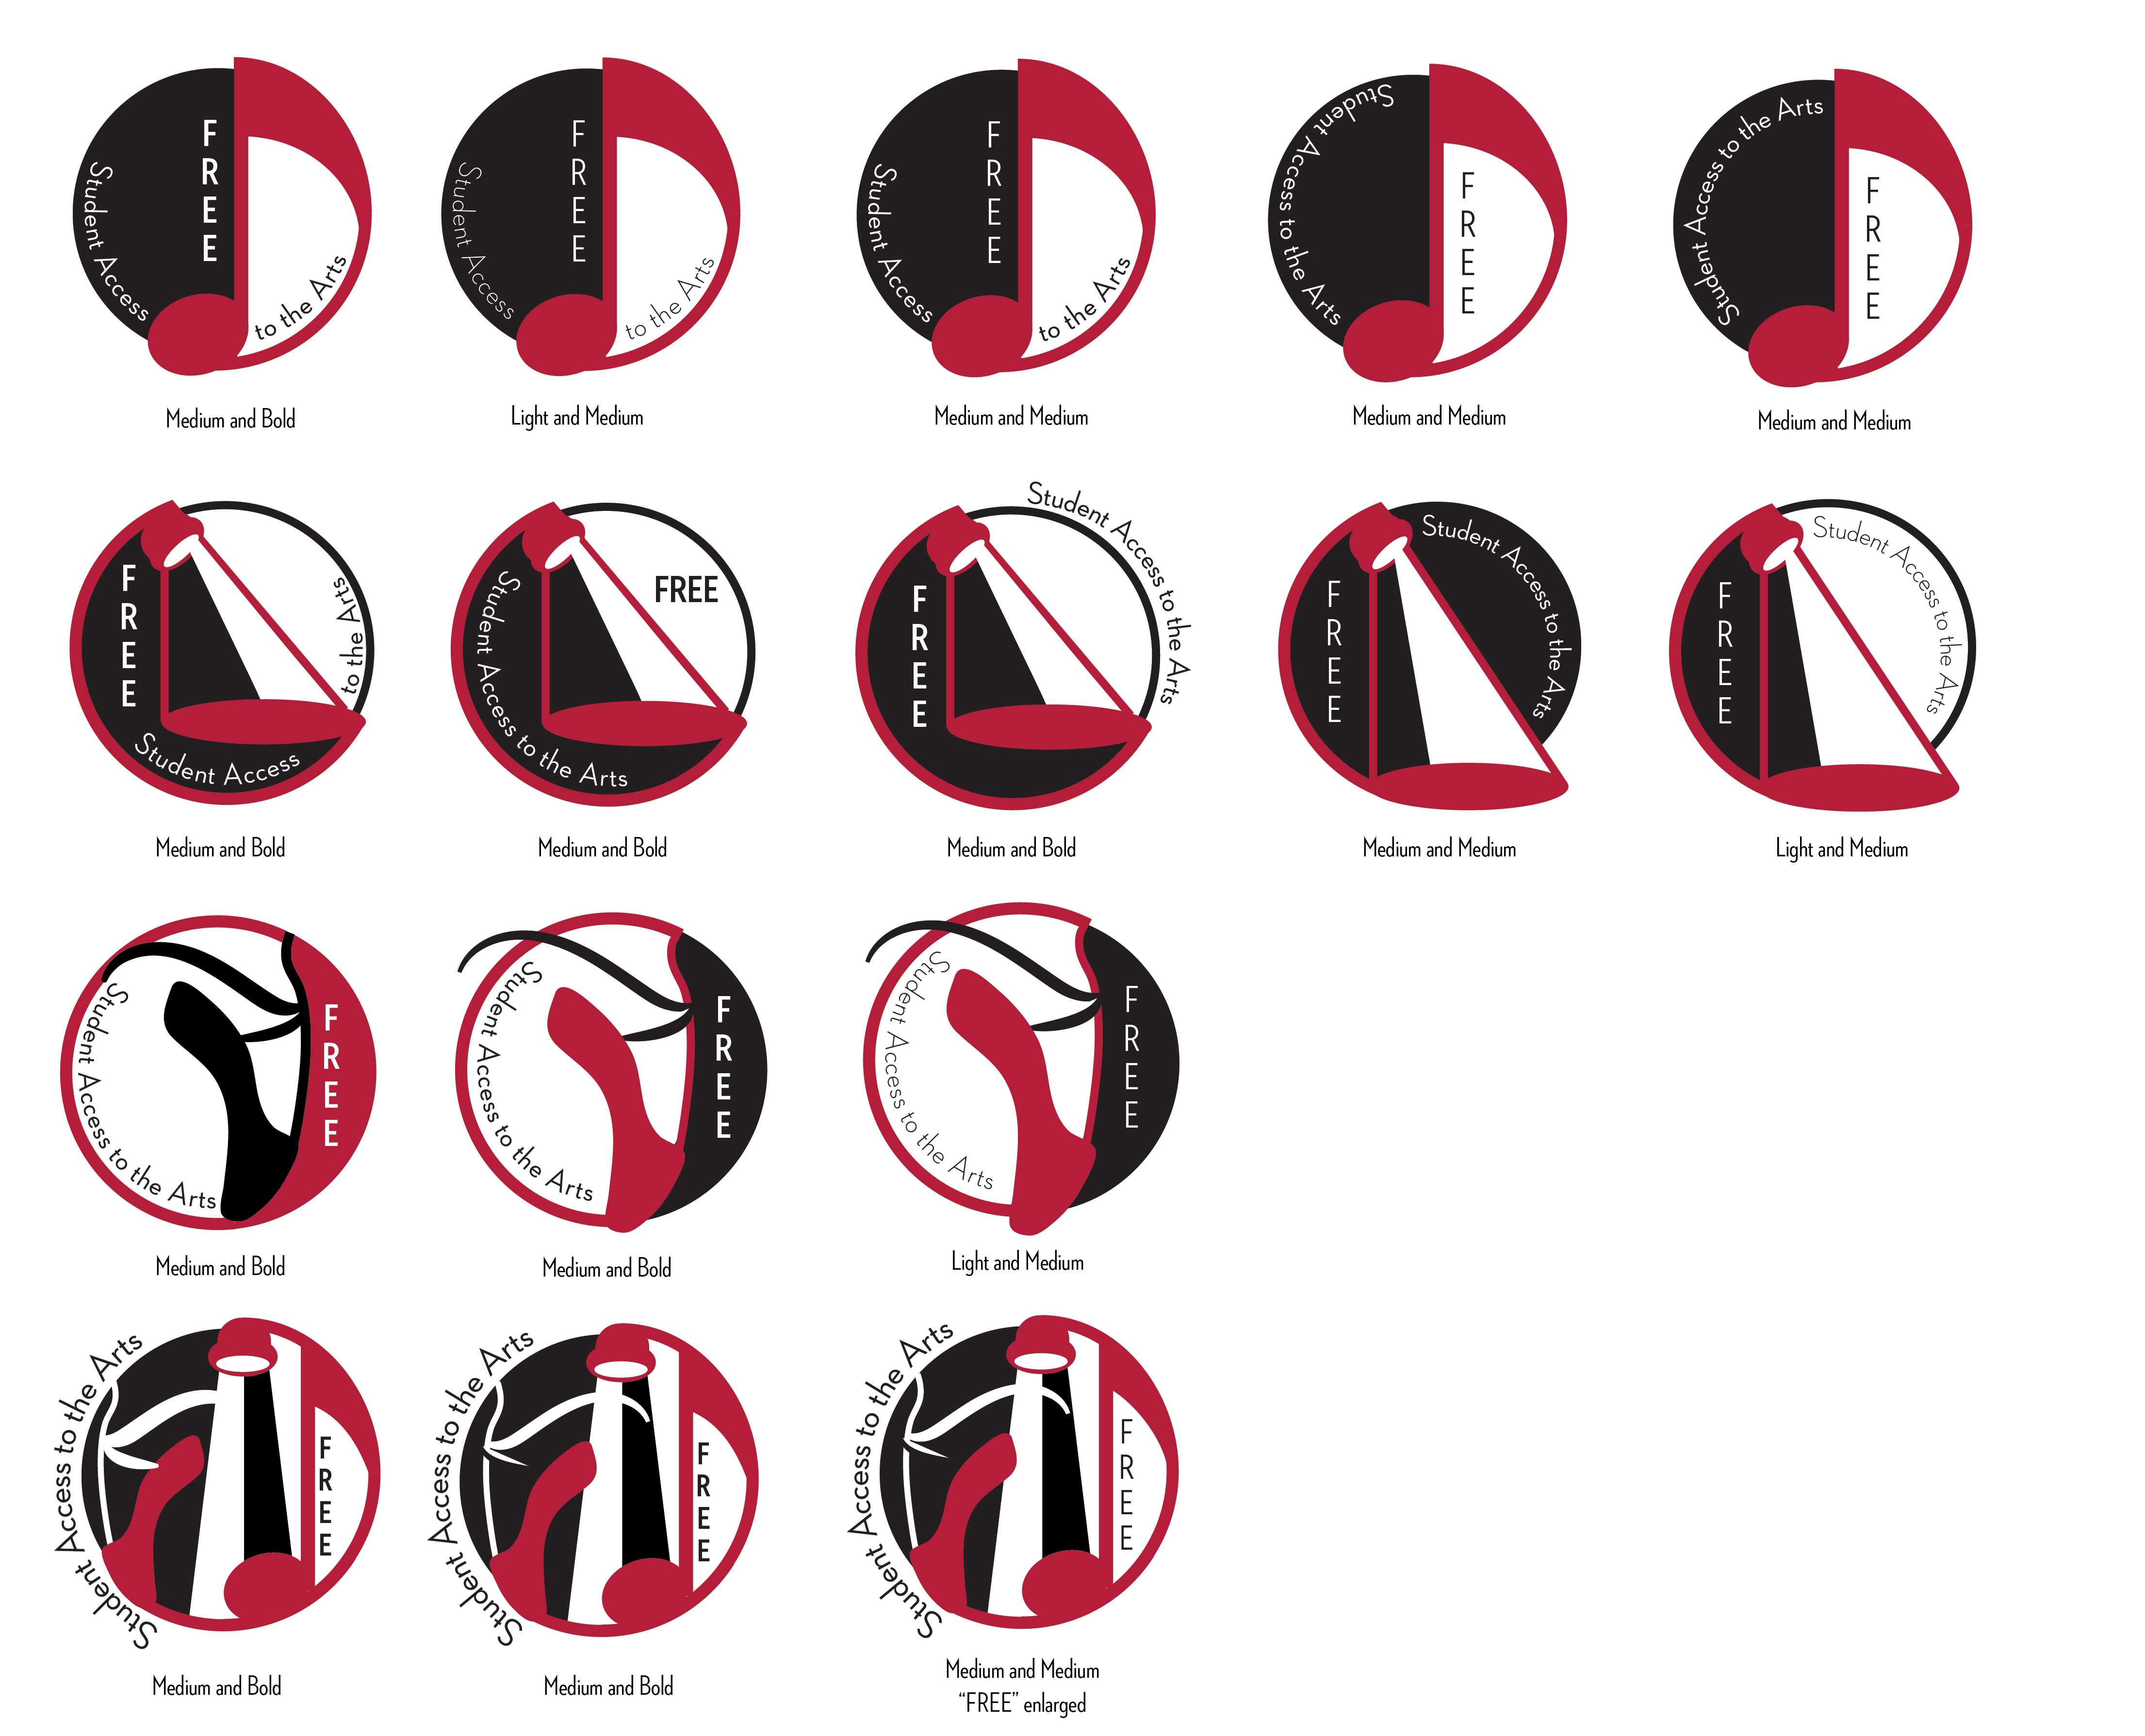 FREE
Student Access
to the Arts
Medium and Bold
FREE
Student Access
to the Arts
Light and Medium
FREE
Student Access
to the Arts
Medium and Medium
Student Access to the Arts
FREE
Medium and Medium
Student Access to the Arts
FREE
Medium and Medium
FREE
to the Arts
Student Access
Medium and Bold
FREE
Student Access to the Arts
Medium and Bold
Student Access to the Arts
FREE
Medium and Bold
Student Access to the Arts
FREE
Medium and Medium
Student Access to the Arts
FREE
Light and Medium
Student Access to the Arts
FREE
Medium and Bold
Student Access to the Arts
FREE
Medium and Bold
Student Access to the Arts
FREE
Light and Medium
Student Access to the Arts
FREE
Medium and Bold
Student Access to the Arts
FREE
Medium and Bold
Student Access to the Arts
FREE
Medium and Medium
“FREE” enlarged